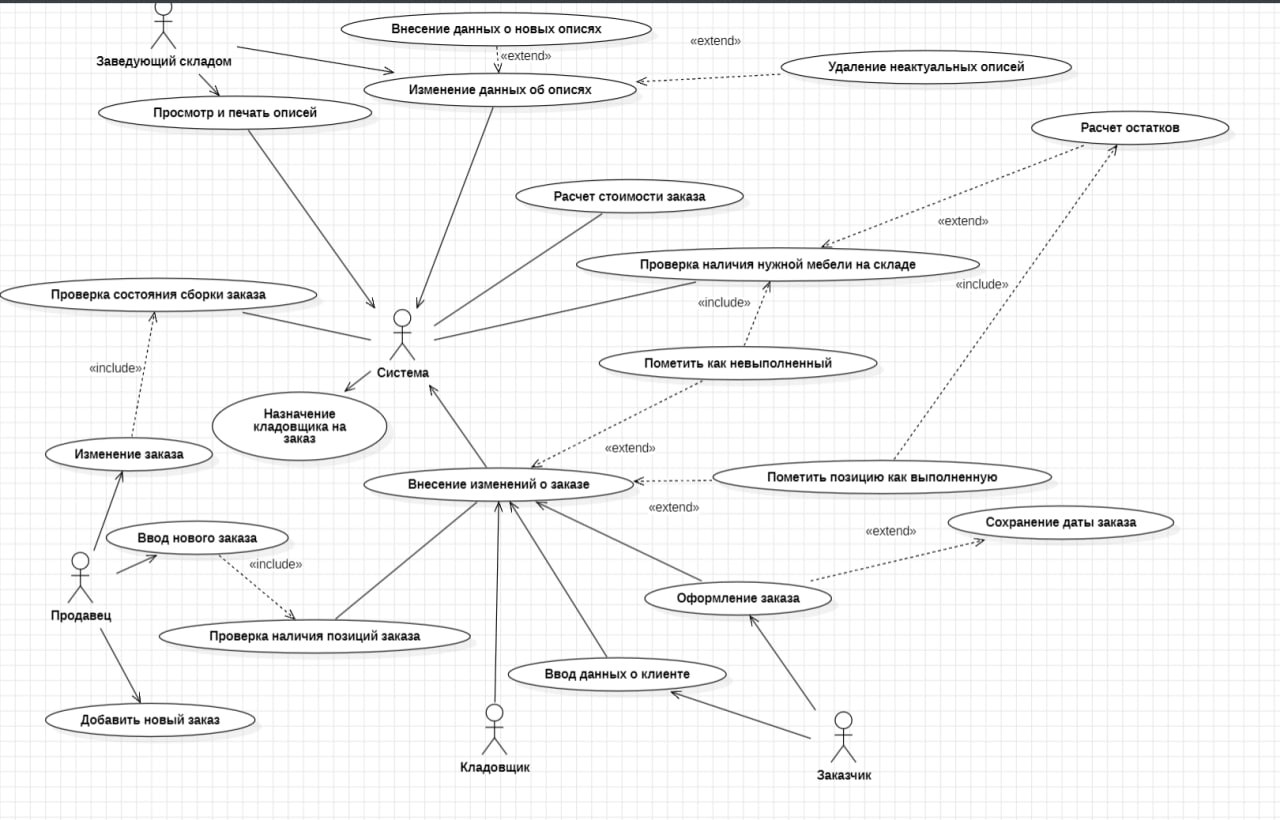 Внесение данных о новых описях
«extend»
Заведующий складом
«extend»
Удаление неактуальных описей
Изменение данных об описях
Просмотр и печать описей
Расчет остатков
Расчет стоимости заказа
«extend»
Проверка наличия нужной мебели на складе
«include»
Проверка состояния сборки заказа
«include»
«include»
Пометить как невыполненный
Система
Назначение
кладовщика на
заказ
«extend»
Изменение заказа
Внесение изменений о заказе
Пометить позицию как выполненную
«extend»
Сохранение даты заказа
«extend»
Ввод нового заказа
«include»
Оформление заказа
Продавец
Проверка наличия позиций заказа
Ввод данных о клиенте
Добавить новый заказ
Кладовщик
Заказчик